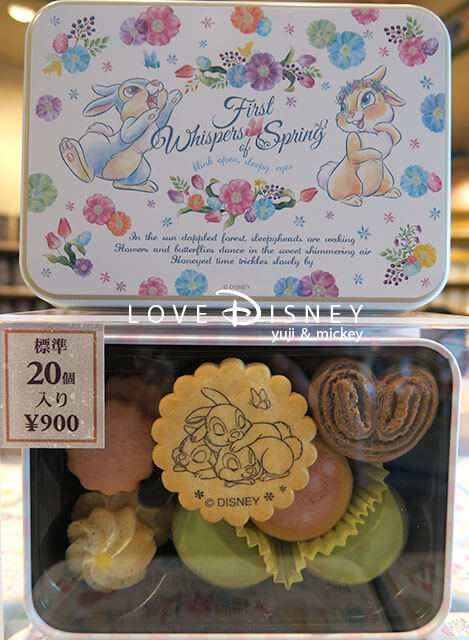 First
Whispers
of
Spring
blink open, sleepy eyes
In the sun-dappled forest, sleepyheads are waking
Flowers and butterflies dance in the sweet shimmering air
Honeyed time trickles slowly by
© DISNEY
LOVE DISNEY
yuji & mickey
標準
20個
入り
¥900
© DISNEY